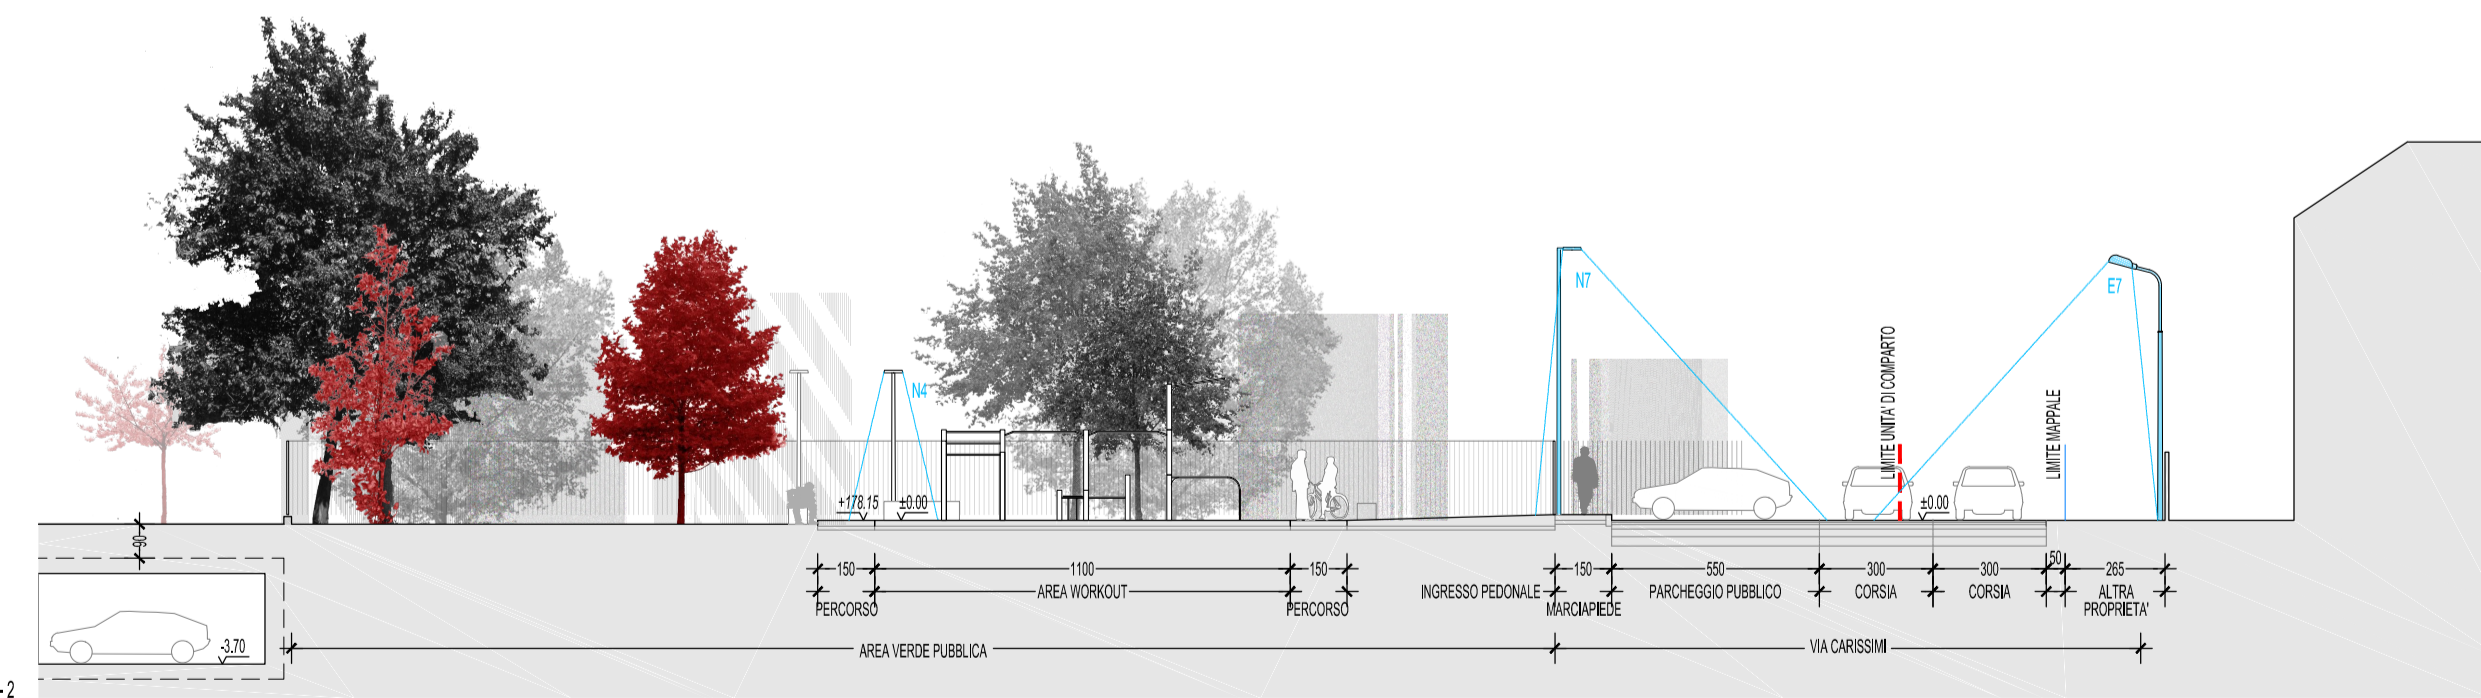 N7
E7
N4
LIMITE UNITA' DI COMPARTO
LIMITE MAPPALE
+178.15
±0.00
±0.00
90
150
1100
150
150
550
300
300
50
265
PERCORSO
AREA WORKOUT
PERCORSO
INGRESSO PEDONALE
MARCIAPIEDE
PARCHEGGIO PUBBLICO
CORSIA
CORSIA
ALTRA
PROPRIETA'
-3.70
AREA VERDE PUBBLICA
VIA CARISSIMI
- 2